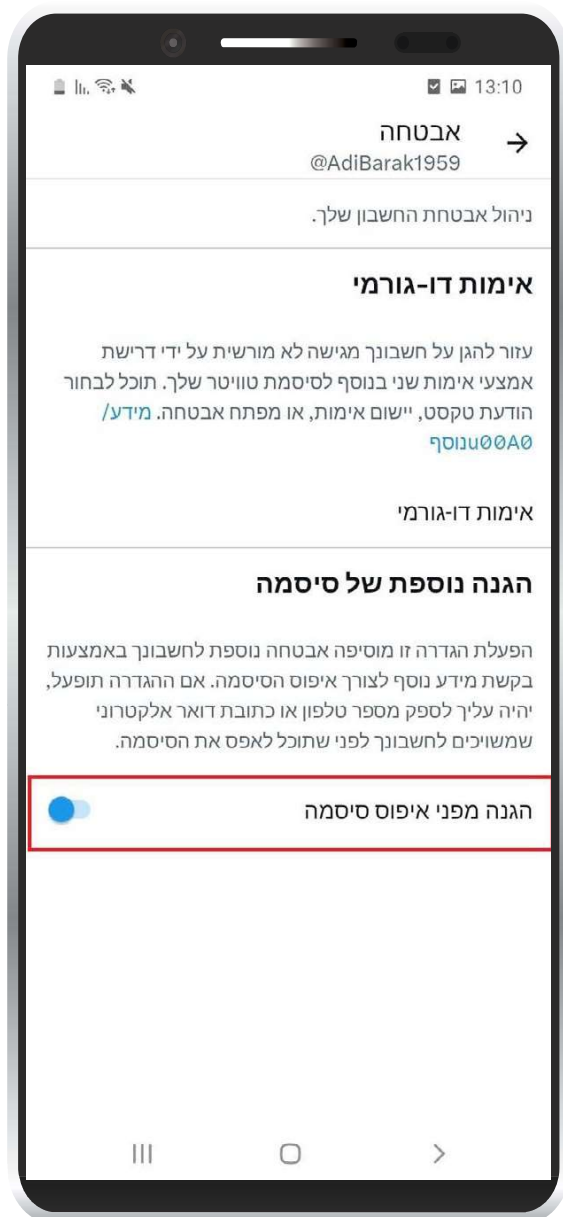 13:10
אבטחה
@AdiBarak1959
ניהול אבטחת החשבון שלך.
אימות דו-גורמי
עזור להגן על חשבונך מגישה לא מורשית על ידי דרישת
אמצעי אימות שני בנוסף לסיסמת טוויטר שלך. תוכל לבחור
הודעת טקסט, יישום אימות, או מפתח אבטחה. מידע/
u00A0נוסף
אימות דו-גורמי
הגנה נוספת של סיסמה
הפעלת הגדרה זו מוסיפה אבטחה נוספת לחשבונך באמצעות
בקשת מידע נוסף לצורך איפוס הסיסמה. אם ההגדרה תופעל,
יהיה עליך לספק מספר טלפון או כתובת דואר אלקטרוני
שמשויכים לחשבונך לפני שתוכל לאפס את הסיסמה.
הגנה מפני איפוס סיסמה